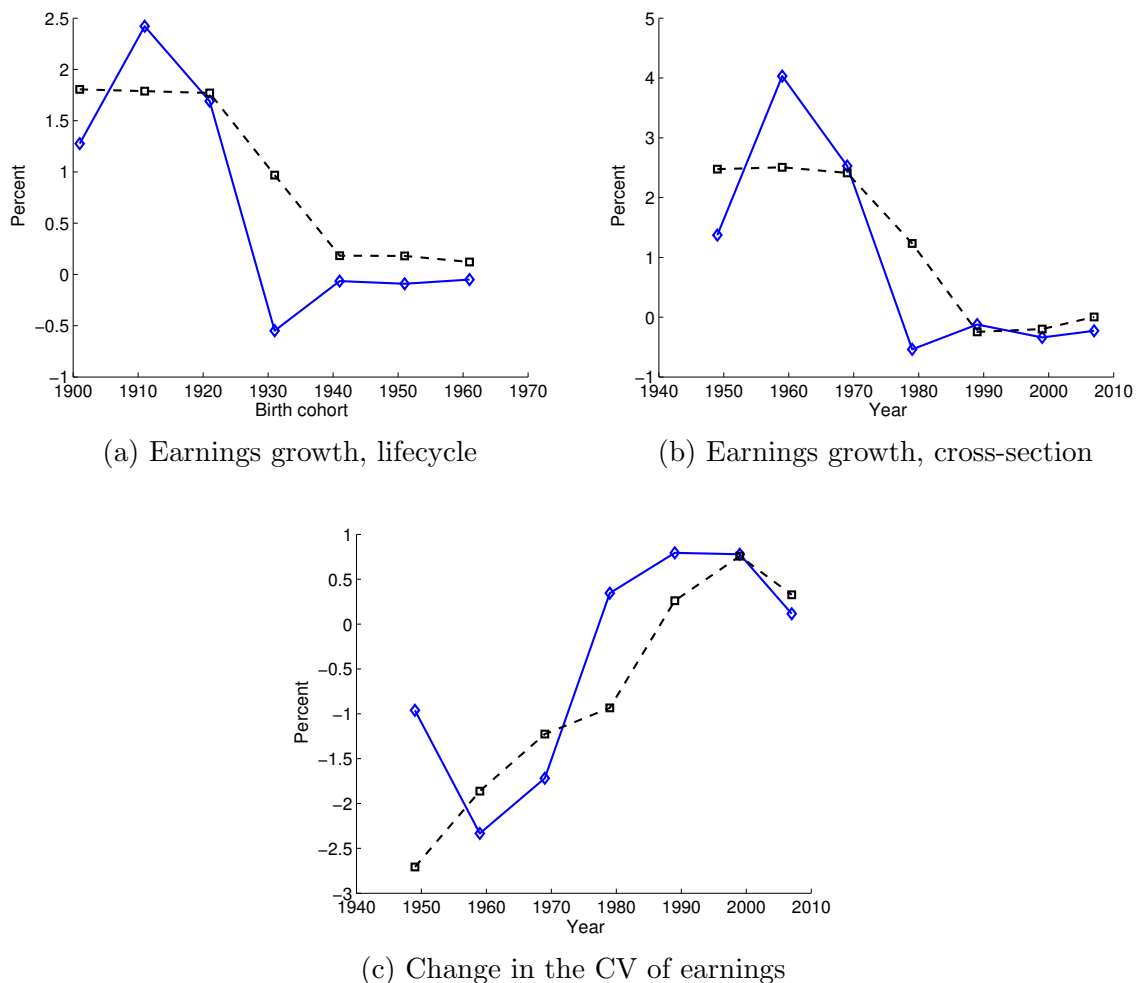 2.5
2
1.5
1
0.5
0
−0.5
−1
Percent
1900 1910 1920 1930 1940 1950 1960 1970
Birth cohort
(a) Earnings growth, lifecycle
5
4
3
2
1
0
−1
Percent
1940 1950 1960 1970 1980 1990 2000 2010
Year
(b) Earnings growth, cross-section
1
0.5
0
−0.5
−1
−1.5
−2
−2.5
−3
Percent
1940 1950 1960 1970 1980 1990 2000 2010
Year
(c) Change in the CV of earnings